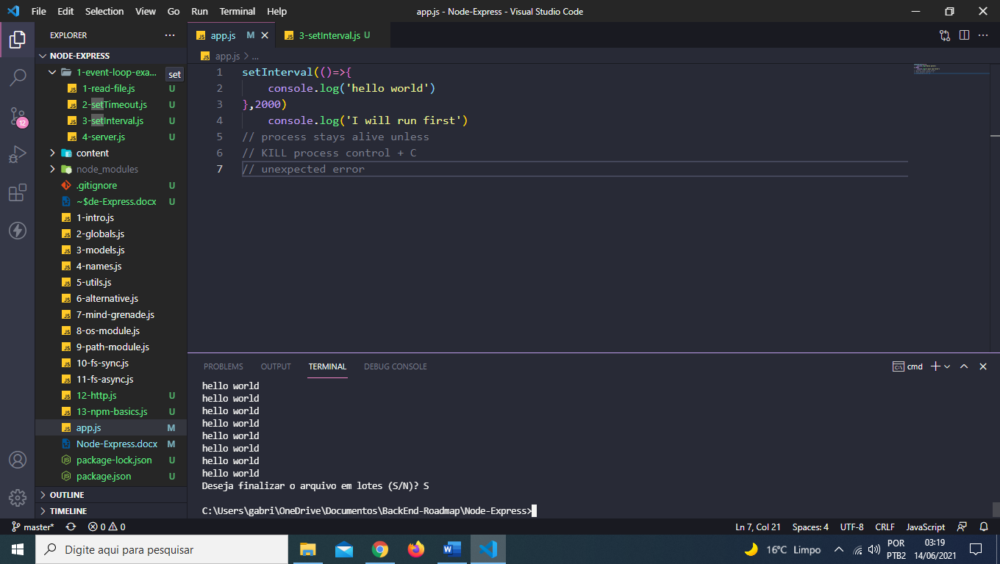 File Edit Selection View Go Run Terminal Help
app.js - Node-Express - Visual Studio Code
EXPLORER
NODE-EXPRESS
1-event-loop-exa...
set
1-read-file.js U
2-setTimeout.js U
3-setInterval.js U
4-server.js U
content
node_modules
.gitignore U
~$de-Express.docx U
1-intro.js
2-globals.js
3-models.js
4-names.js
5-utils.js
6-alternative.js
7-mind-grenade.js
8-os-module.js
9-path-module.js
10-fs-sync.js
11-fs-async.js
12-http.js U
13-npm-basics.js U
app.js M
Node-Express.docx M
package-lock.json U
package.json U
OUTLINE
TIMELINE
12
app.js M
3-setInterval.js U
app.js > ...
1 setInterval(()=>{
2 console.log('hello world')
3 },2000)
4 console.log('I will run first')
5 // process stays alive unless
6 // KILL process control + C
7 // unexpected error
PROBLEMS OUTPUT TERMINAL DEBUG CONSOLE
cmd
hello world
hello world
hello world
hello world
hello world
hello world
hello world
hello world
Deseja finalizar o arquivo em lotes (S/N)? S
C:\Users\gabri\OneDrive\Documentos\BackEnd-Roadmap\Node-Express>
master* 0 0
Ln 7, Col 21 Spaces: 4 UTF-8 CRLF JavaScript
Digite aqui para pesquisar
16°C Limpo
POR
PTB2
03:19
14/06/2021